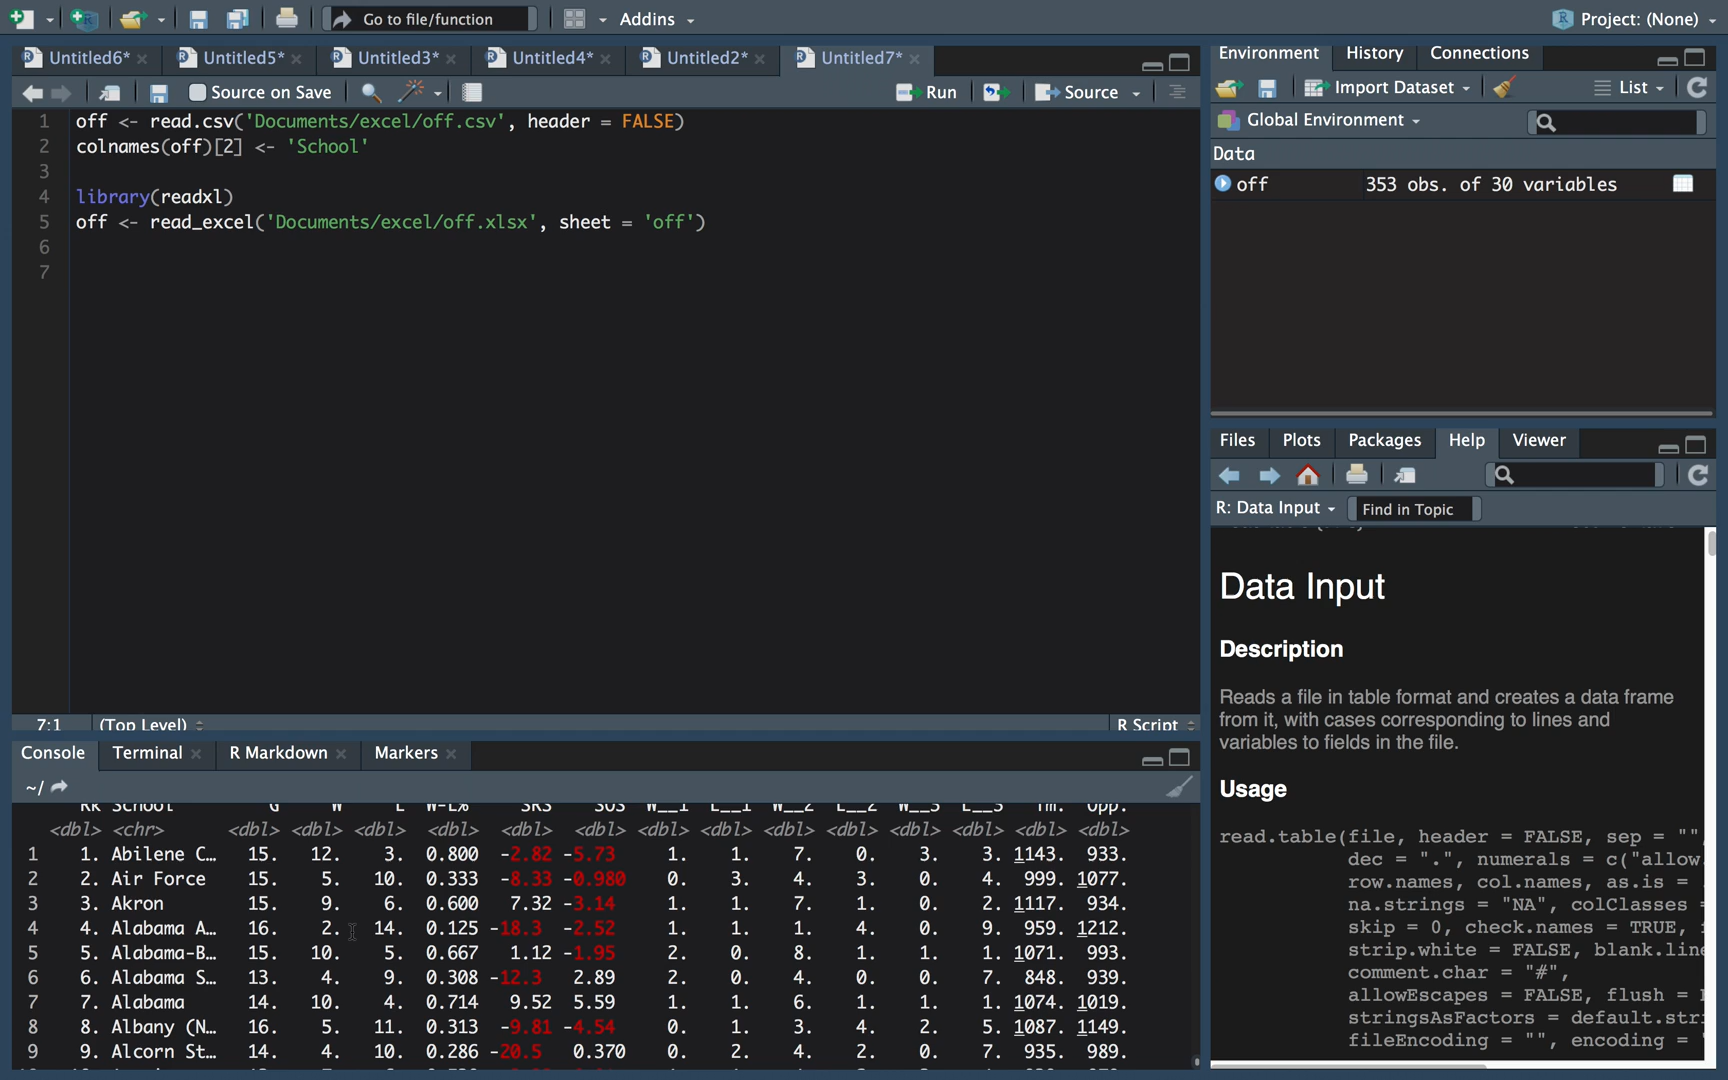 Go to file/function Addins Project: (None)
Untitled6* Untitled5* Untitled3* Untitled4* Untitled2* Untitled7*
Source on Save Run Source
1 off <- read.csv('Documents/excel/off.csv', header = FALSE)
2 colnames(off)[2] <- 'School'
3
4 library(readxl)
5 off <- read_excel('Documents/excel/off.xlsx', sheet = 'off')
6
7
7:1 (Top Level) R Script
Console Terminal R Markdown Markers
~/
Rk School G W L W-L% SRS SOS W__1 L__1 W__2 L__2 W__3 L__3 Tm. Opp.
<dbl> <chr> <dbl> <dbl> <dbl> <dbl> <dbl> <dbl> <dbl> <dbl> <dbl> <dbl> <dbl> <dbl> <dbl> <dbl>
1 1. Abilene C… 15. 12. 3. 0.800 -2.82 -5.73 1. 1. 7. 0. 3. 3. 1143. 933.
2 2. Air Force 15. 5. 10. 0.333 -8.33 -0.980 0. 3. 4. 3. 0. 4. 999. 1077.
3 3. Akron 15. 9. 6. 0.600 7.32 -3.14 1. 1. 7. 1. 0. 2. 1117. 934.
4 4. Alabama A… 16. 2. 14. 0.125 -18.3 -2.52 1. 1. 1. 4. 0. 9. 959. 1212.
5 5. Alabama-B… 15. 10. 5. 0.667 1.12 -1.95 2. 0. 8. 1. 1. 1. 1071. 993.
6 6. Alabama S… 13. 4. 9. 0.308 -12.3 2.89 2. 0. 4. 0. 0. 7. 848. 939.
7 7. Alabama 14. 10. 4. 0.714 9.52 5.59 1. 1. 6. 1. 1. 1. 1074. 1019.
8 8. Albany (N… 16. 5. 11. 0.313 -9.81 -4.54 0. 1. 3. 4. 2. 5. 1087. 1149.
9 9. Alcorn St… 14. 4. 10. 0.286 -20.5 0.370 0. 2. 4. 2. 0. 7. 935. 989.
Environment History Connections
Import Dataset List
Global Environment
Data
off 353 obs. of 30 variables
Files Plots Packages Help Viewer
R: Data Input Find in Topic
Data Input
Description
Reads a file in table format and creates a data frame
from it, with cases corresponding to lines and
variables to fields in the file.
Usage
read.table(file, header = FALSE, sep = "",
dec = ".", numerals = c("allow.
row.names, col.names, as.is =
na.strings = "NA", colClasses =
skip = 0, check.names = TRUE,
strip.white = FALSE, blank.line
comment.char = "#",
allowEscapes = FALSE, flush =
stringsAsFactors = default.stri
fileEncoding = "", encoding =